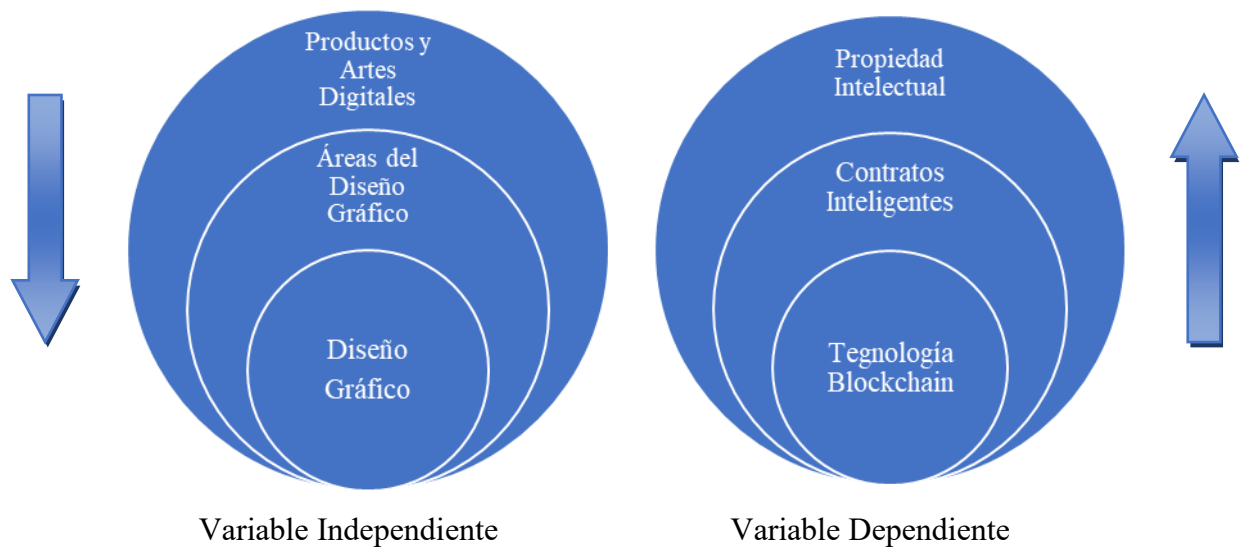 Productos y
Artes
Digitales
Áreas del
Diseño
Gráfico
Diseño
Gráfico
Variable Independiente
Propiedad
Intelectual
Contratos
Inteligentes
Tegnología
Blockchain
Variable Dependiente